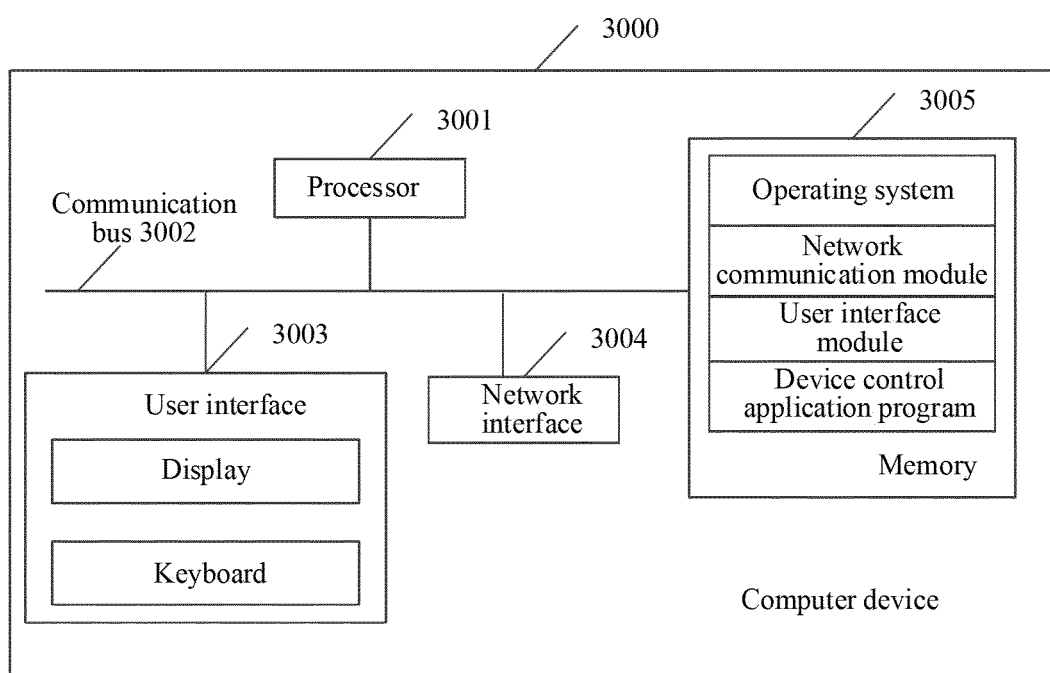 3000
3005
3001
Processor
Operating system
Communication
bus 3002
Network
communication module
User interface
module
3003
3004
Device control
application program
User interface
Network
interface
Display
Memory
Keyboard
Computer device